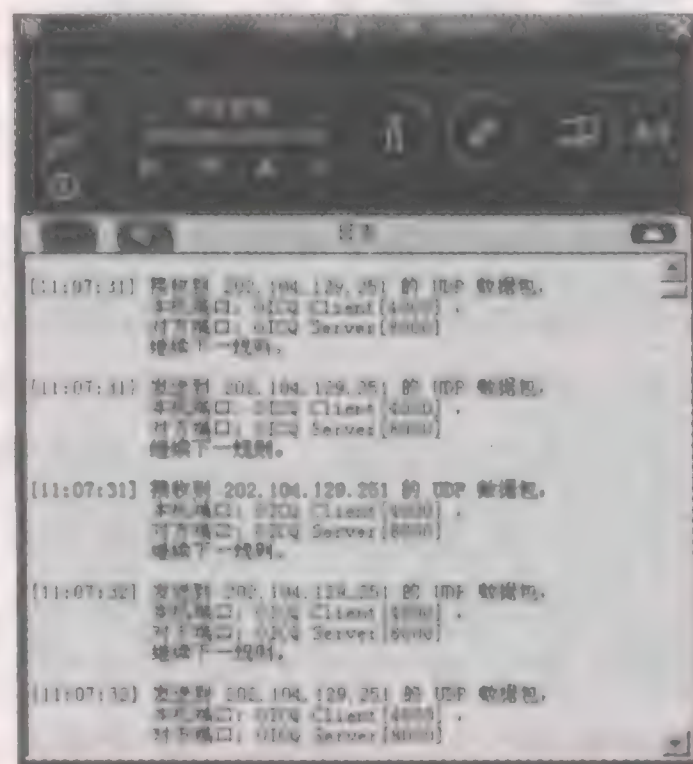 日志
[11:07:31] 接收到 202.104.129.251 的 UDP 数据包,
本机端口: OICQ Client[4000] ,
对方端口: OICQ Server[8000]
继续下一规则。
[11:07:31] 发送到 202.104.129.251 的 UDP 数据包,
本机端口: OICQ Client[4000] ,
对方端口: OICQ Server[8000]
继续下一规则。
[11:07:31] 接收到 202.104.129.251 的 UDP 数据包,
本机端口: OICQ Client[4000] ,
对方端口: OICQ Server[8000]
继续下一规则。
[11:07:32] 发送到 202.104.129.251 的 UDP 数据包,
本机端口: OICQ Client[4000] ,
对方端口: OICQ Server[8000]
继续下一规则。
[11:07:32] 发送到 202.104.129.251 的 UDP 数据包,
本机端口: OICQ Client[4000] ,
对方端口: OICQ Server[8000]